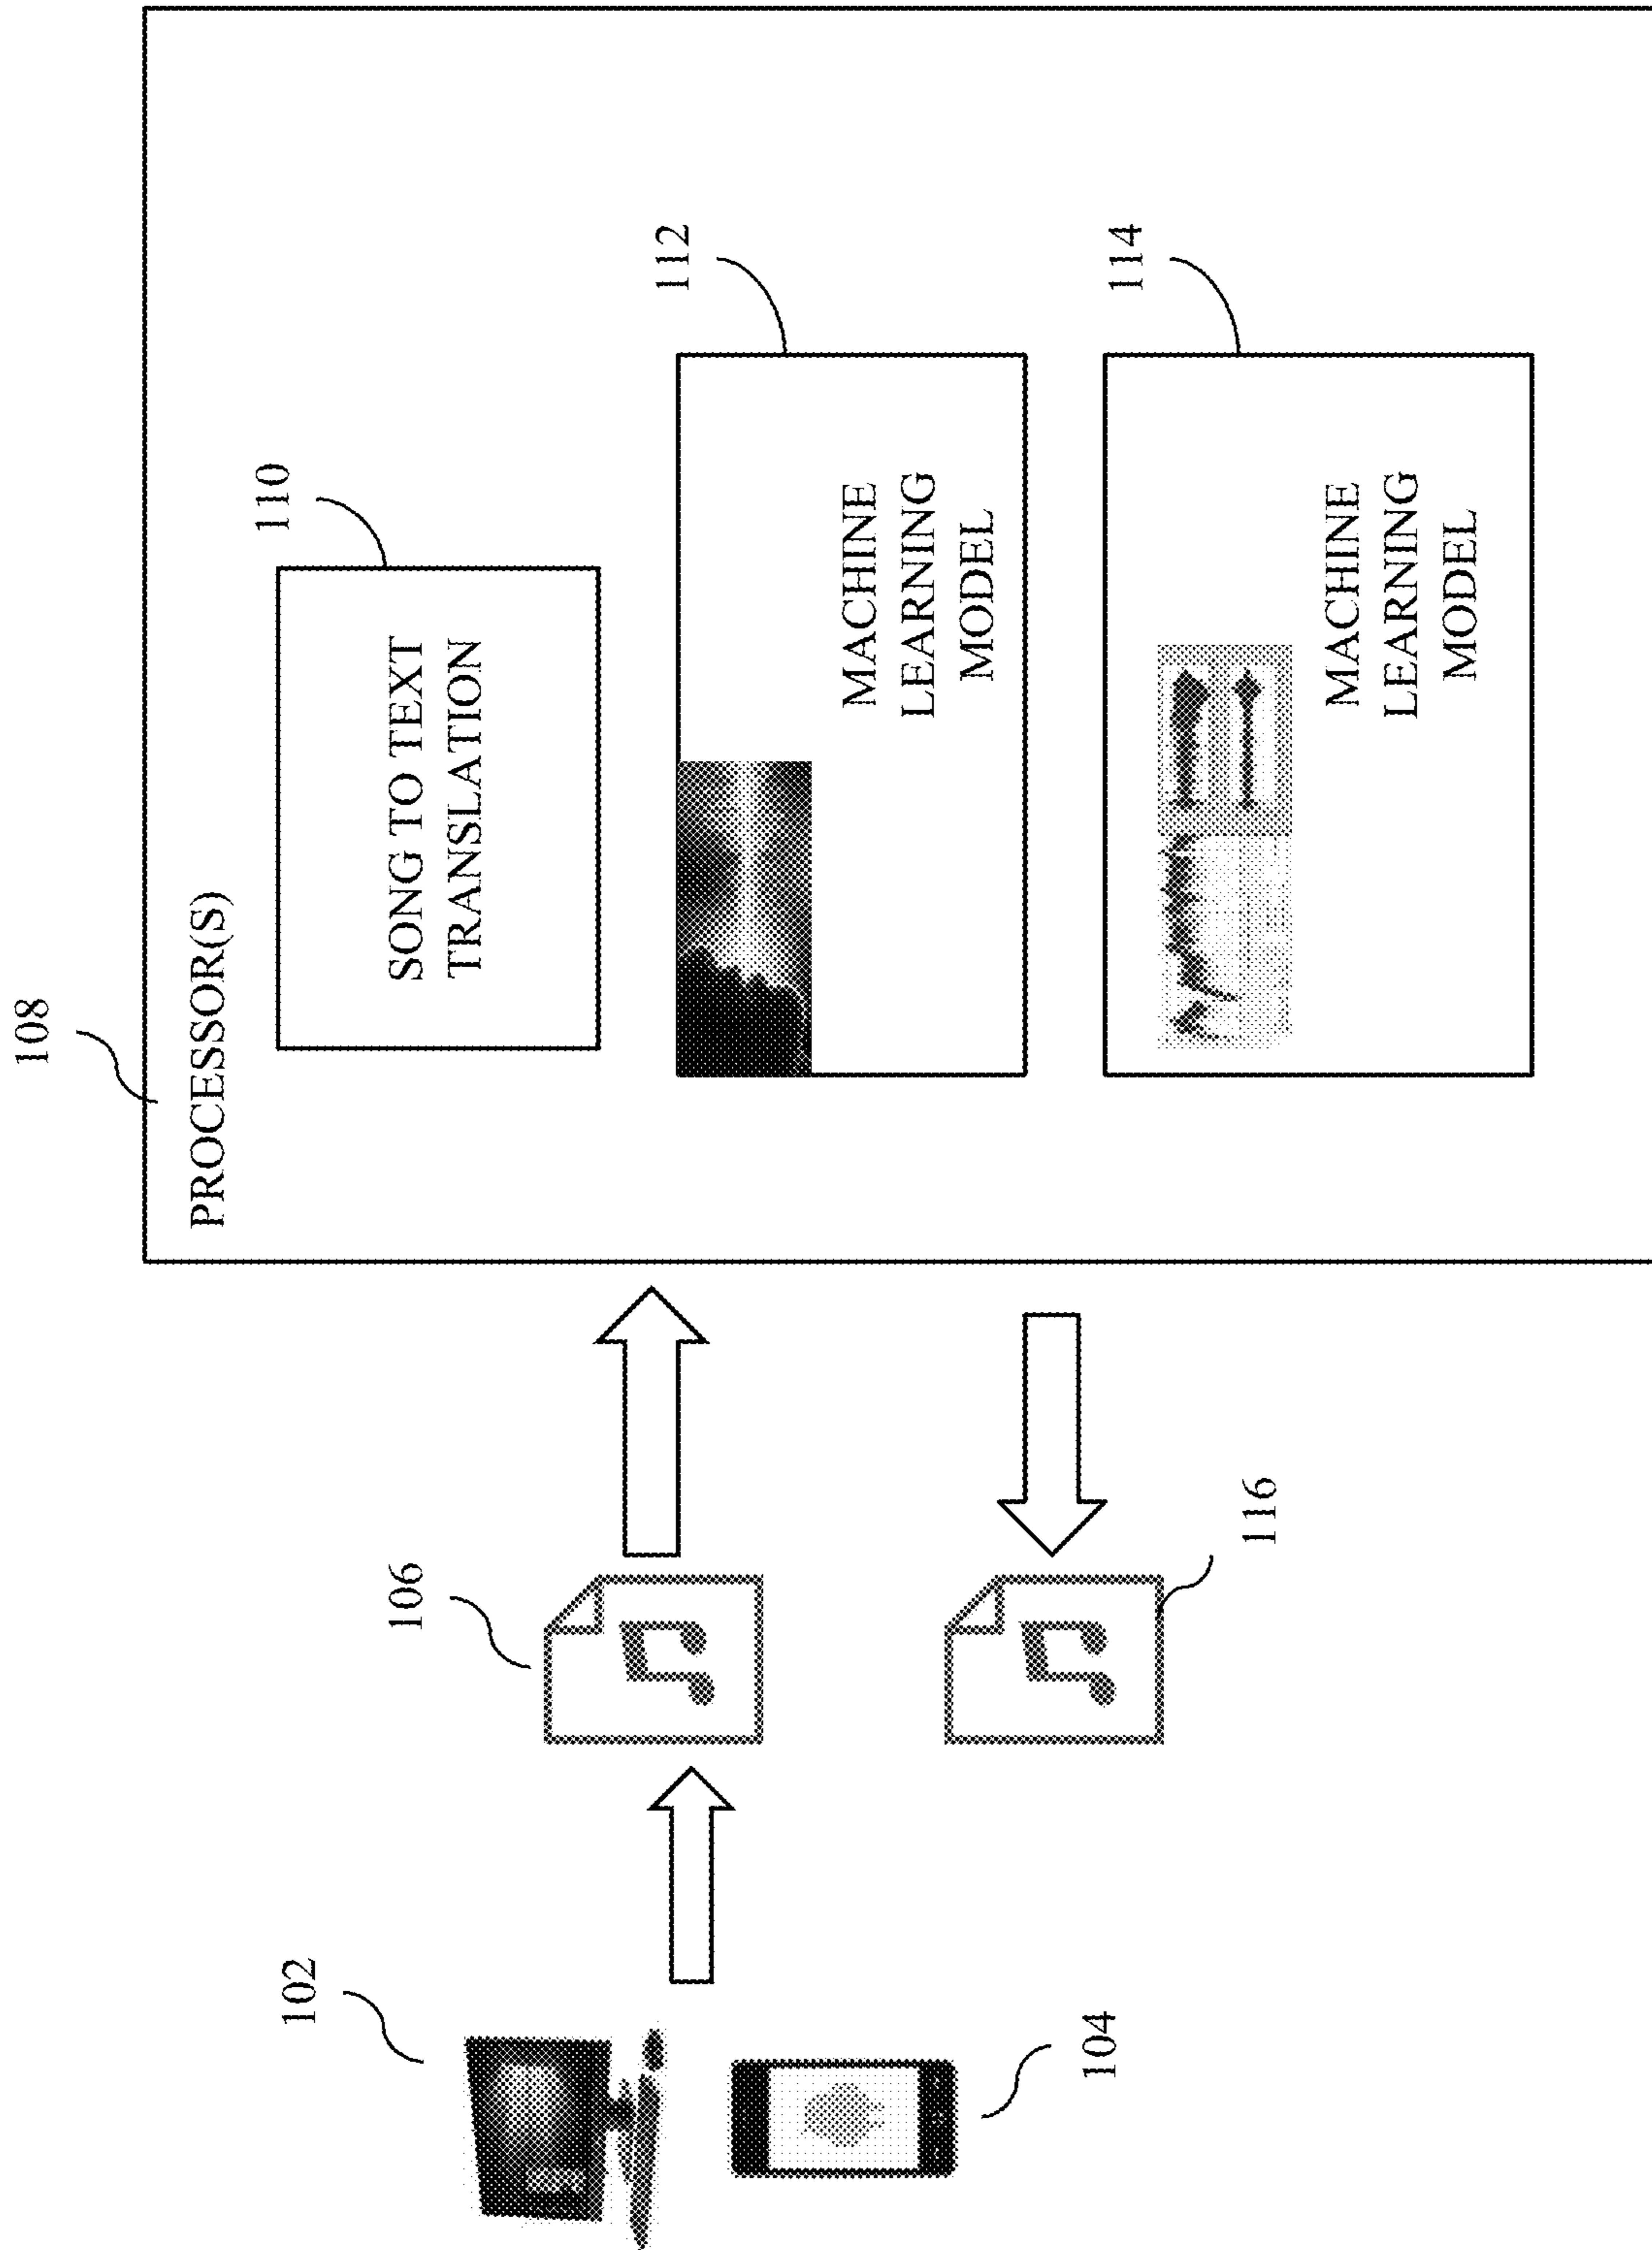 108
PROCESSOR(S)
110
SONG TO TEXT
TRANSLATION
102
106
112
MACHINE
LEARNING
MODEL
104
116
114
MACHINE
LEARNING
MODEL